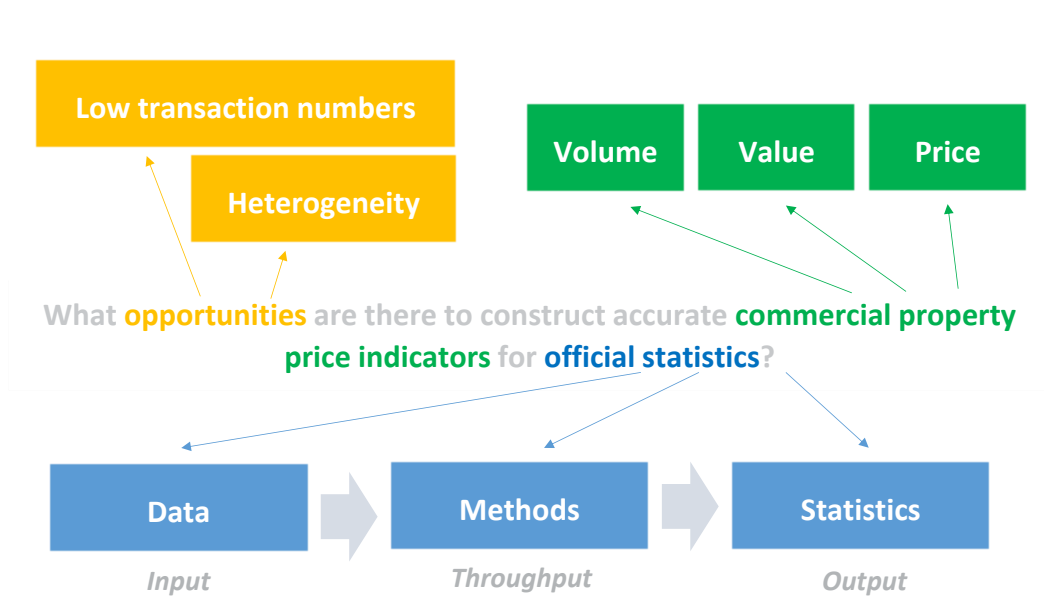 Low transaction numbers
Heterogeneity
Volume
Value
Price
What opportunities are there to construct accurate commercial property
price indicators for official statistics?
Data
Methods
Statistics
Input
Throughput
Output